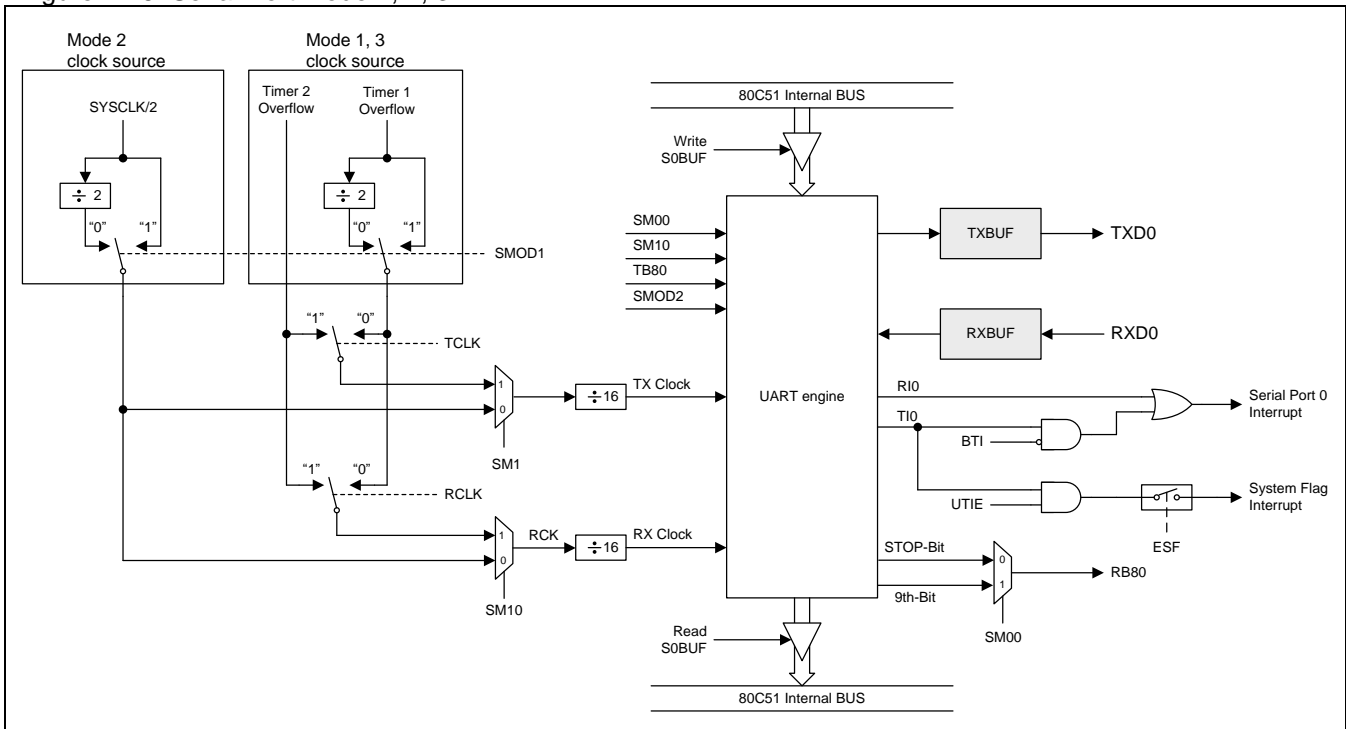 Mode 2
clock source
Mode 1, 3
clock source
SYSCLK/2
Timer 2
Overflow
Timer 1
Overflow
÷ 2
÷ 2
"0"
"1"
"0"
"1"
SMOD1
"1"
"0"
TCLK
1
0
SM1
÷16
TX Clock
"1"
"0"
RCLK
1
0
SM10
RCK
÷16
RX Clock
80C51 Internal BUS
Write
S0BUF
SM00
SM10
TB80
SMOD2
UART engine
TXBUF
TXD0
RXBUF
RXD0
RI0
TI0
BTI
Serial Port 0
Interrupt
UTIE
ESF
System Flag
Interrupt
STOP-Bit
9th-Bit
0
1
SM00
RB80
Read
S0BUF
80C51 Internal BUS